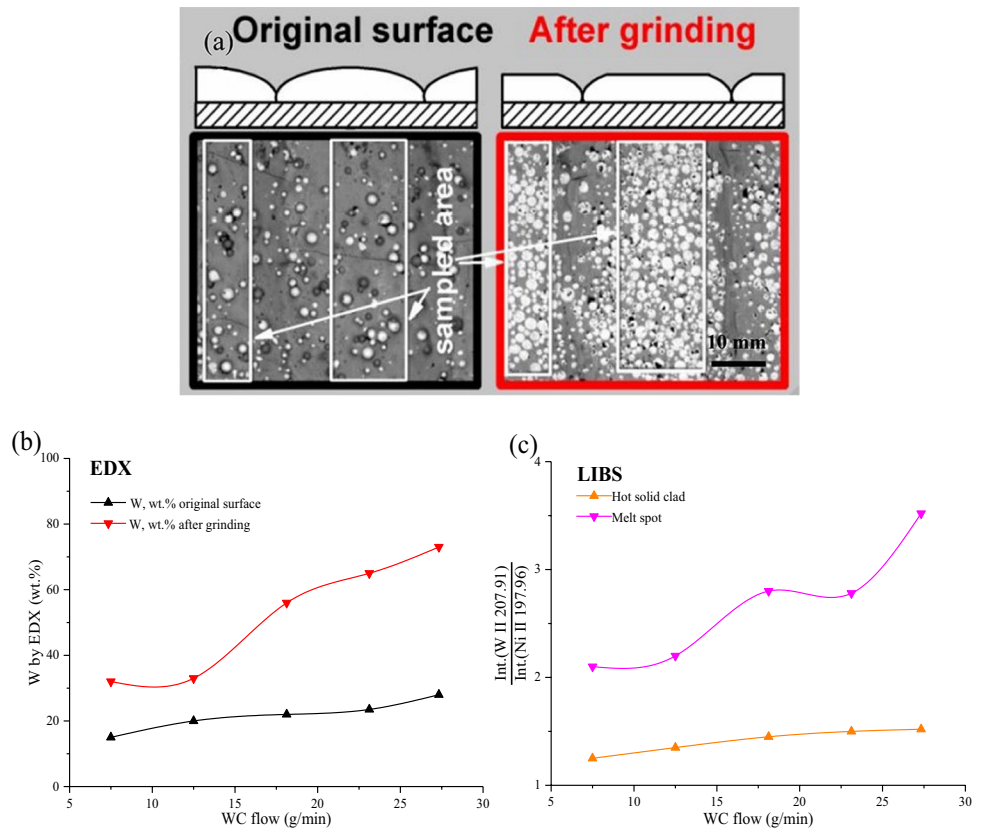 (a) Original surface After grinding
sampled area
10 mm
(b)
EDX
W, wt.% original surface
W, wt.% after grinding
W by EDX (wt.%)
100
80
60
40
20
0
5 10 15 20 25 30
WC flow (g/min)
(c)
LIBS
Hot solid clad
Melt spot
Int.(W II 207.91)
Int.(Ni II 197.96)
4
3
2
1
5 10 15 20 25 30
WC flow (g/min)